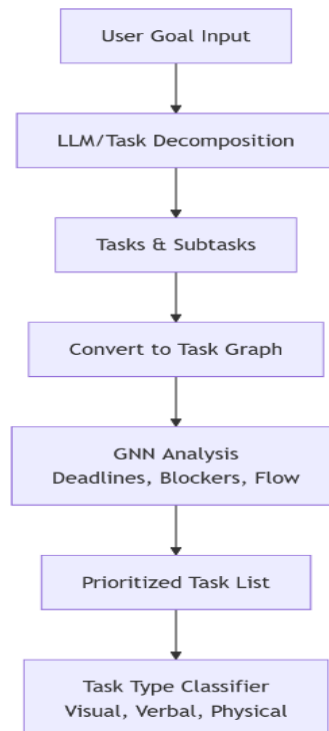 User Goal Input
LLM/Task Decomposition
Tasks & Subtasks
Convert to Task Graph
GNN Analysis
Deadlines, Blockers, Flow
Prioritized Task List
Task Type Classifier
Visual, Verbal, Physical